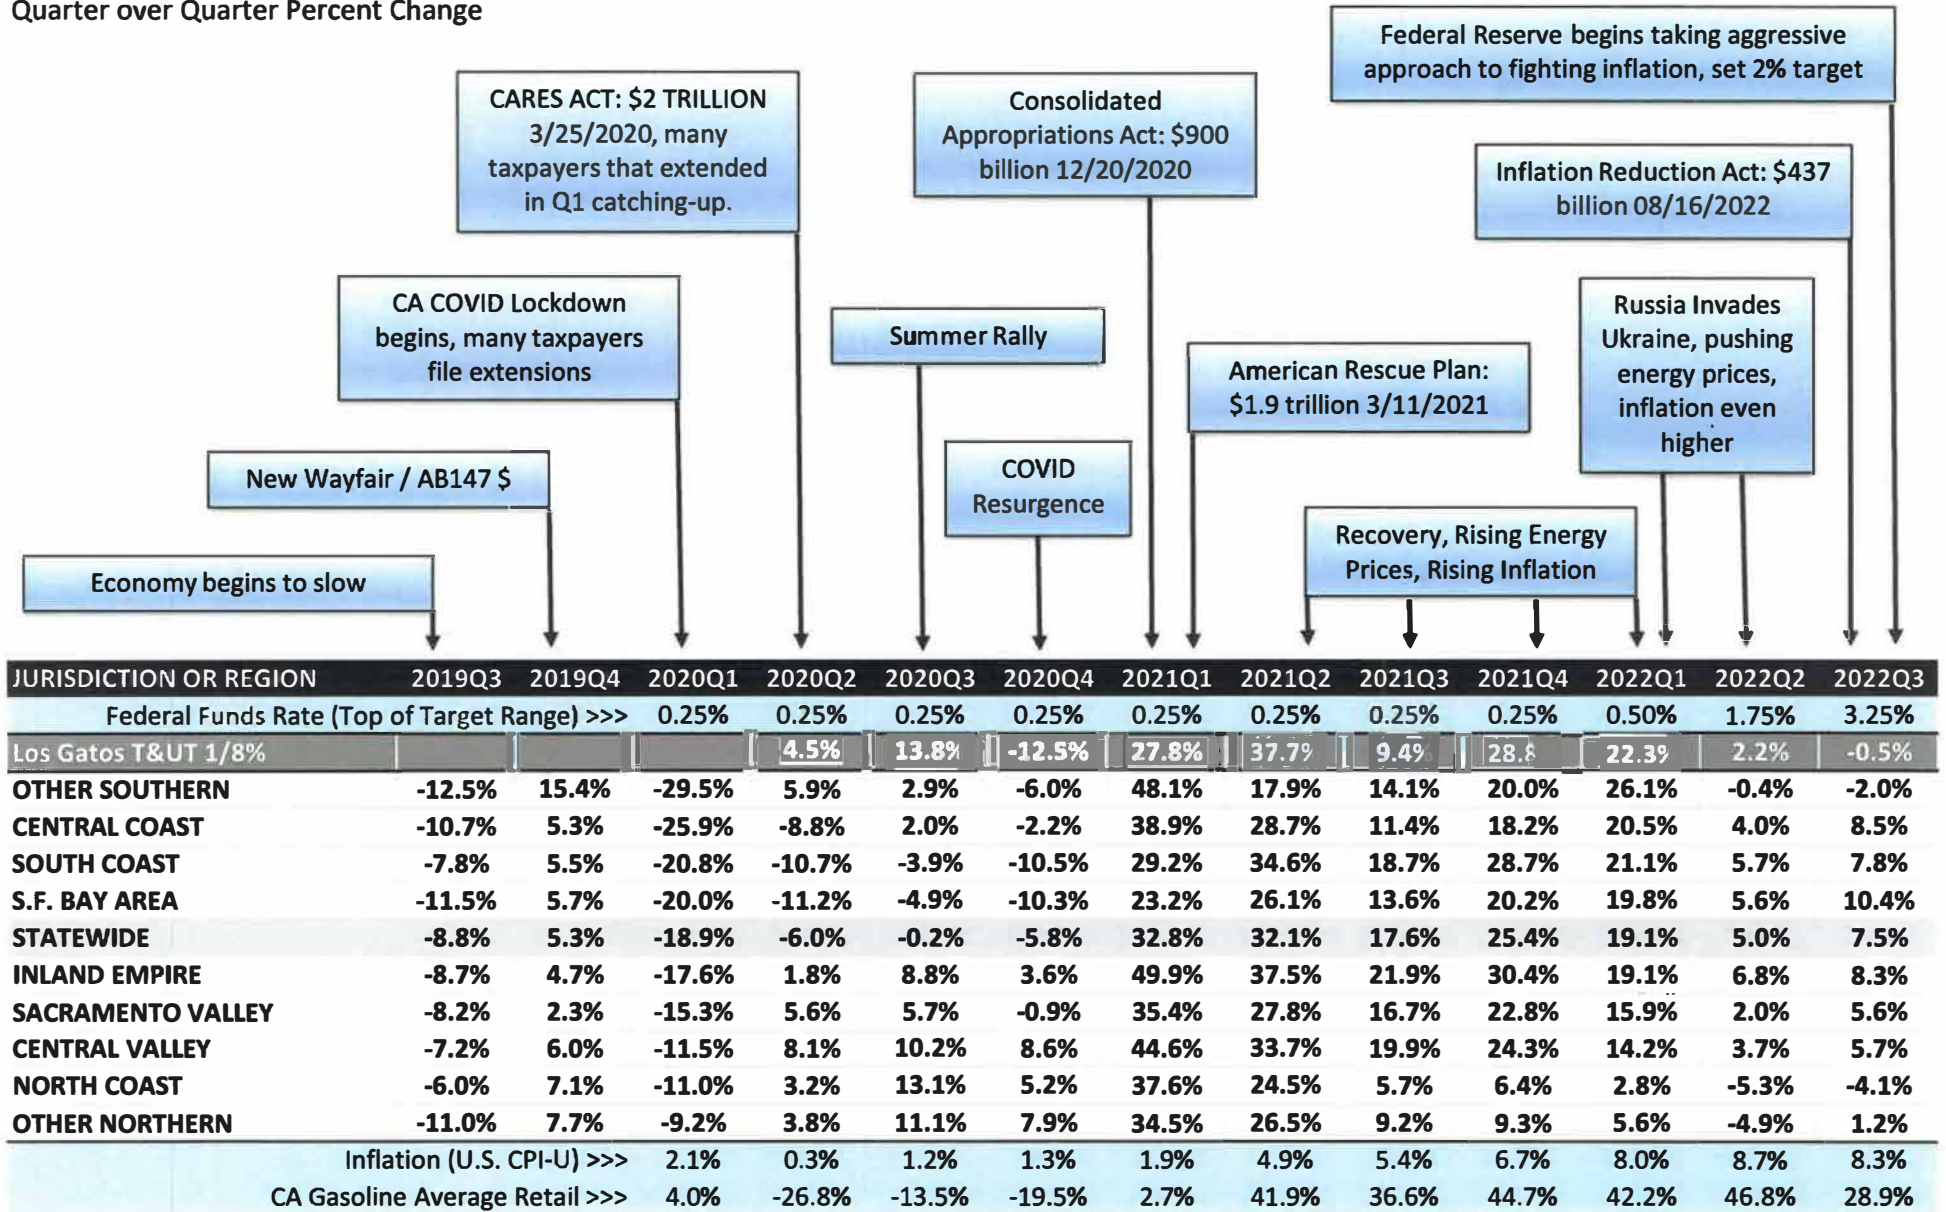 Quarter over Quarter Percent Change
Federal Reserve begins taking aggressive
approach to fighting inflation, set 2% target
CARES ACT: $2 TRILLION
3/25/2020, many
taxpayers that extended
in Q1 catching-up.
Consolidated
Appropriations Act: $900
billion 12/20/2020
Inflation Reduction Act: $437
billion 08/16/2022
CA COVID Lockdown
begins, many taxpayers
file extensions
Summer Rally
Russia Invades
Ukraine, pushing
energy prices,
inflation even
higher
American Rescue Plan:
$1.9 trillion 3/11/2021
New Wayfair / AB147 $
COVID
Resurgence
Recovery, Rising Energy
Prices, Rising Inflation
Economy begins to slow
JURISDICTION OR REGION 2019Q3 2019Q4 2020Q1 2020Q2 2020Q3 2020Q4 2021Q1 2021Q2 2021Q3 2021Q4 2022Q1 2022Q2 2022Q3
Federal Funds Rate (Top of Target Range) >>> 0.25% 0.25% 0.25% 0.25% 0.25% 0.25% 0.25% 0.25% 0.50% 1.75% 3.25%
Los Gatos T&UT 1/8% 4.5% 13.8% -12.5% 27.8% 37.7% 9.4% 28.8 22.3% 2.2% -0.5%
OTHER SOUTHERN -12.5% 15.4% -29.5% 5.9% 2.9% -6.0% 48.1% 17.9% 14.1% 20.0% 26.1% -0.4% -2.0%
CENTRAL COAST -10.7% 5.3% -25.9% -8.8% 2.0% -2.2% 38.9% 28.7% 11.4% 18.2% 20.5% 4.0% 8.5%
SOUTH COAST -7.8% 5.5% -20.8% -10.7% -3.9% -10.5% 29.2% 34.6% 18.7% 28.7% 21.1% 5.7% 7.8%
S.F. BAY AREA -11.5% 5.7% -20.0% -11.2% -4.9% -10.3% 23.2% 26.1% 13.6% 20.2% 19.8% 5.6% 10.4%
STATEWIDE -8.8% 5.3% -18.9% -6.0% -0.2% -5.8% 32.8% 32.1% 17.6% 25.4% 19.1% 5.0% 7.5%
INLAND EMPIRE -8.7% 4.7% -17.6% 1.8% 8.8% 3.6% 49.9% 37.5% 21.9% 30.4% 19.1% 6.8% 8.3%
SACRAMENTO VALLEY -8.2% 2.3% -15.3% 5.6% 5.7% -0.9% 35.4% 27.8% 16.7% 22.8% 15.9% 2.0% 5.6%
CENTRAL VALLEY -7.2% 6.0% -11.5% 8.1% 10.2% 8.6% 44.6% 33.7% 19.9% 24.3% 14.2% 3.7% 5.7%
NORTH COAST -6.0% 7.1% -11.0% 3.2% 13.1% 5.2% 37.6% 24.5% 5.7% 6.4% 2.8% -5.3% -4.1%
OTHER NORTHERN -11.0% 7.7% -9.2% 3.8% 11.1% 7.9% 34.5% 26.5% 9.2% 9.3% 5.6% -4.9% 1.2%
Inflation (U.S. CPI-U) >>> 2.1% 0.3% 1.2% 1.3% 1.9% 4.9% 5.4% 6.7% 8.0% 8.7% 8.3%
CA Gasoline Average Retail >>> 4.0% -26.8% -13.5% -19.5% 2.7% 41.9% 36.6% 44.7% 42.2% 46.8% 28.9%